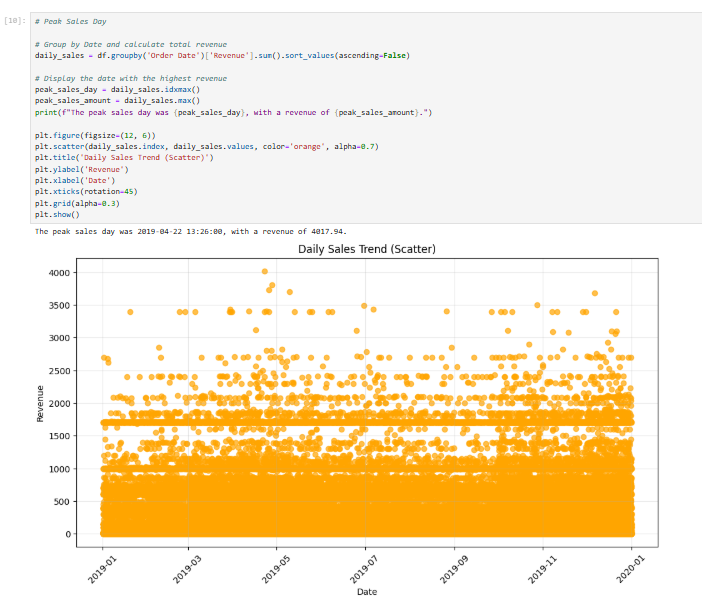 [10]:
# Peak Sales Day
# Group by Date and calculate total revenue
daily_sales = df.groupby('Order Date')['Revenue'].sum().sort_values(ascending=False)
# Display the date with the highest revenue
peak_sales_day = daily_sales.idxmax()
peak_sales_amount = daily_sales.max()
print(f"The peak sales day was {peak_sales_day}, with a revenue of {peak_sales_amount}.")
plt.figure(figsize=(12, 6))
plt.scatter(daily_sales.index, daily_sales.values, color='orange', alpha=0.7)
plt.title('Daily Sales Trend (Scatter)')
plt.ylabel('Revenue')
plt.xlabel('Date')
plt.xticks(rotation=45)
plt.grid(alpha=0.3)
plt.show()
The peak sales day was 2019-04-22 13:26:00, with a revenue of 4017.94.
Daily Sales Trend (Scatter)
4000
3500
3000
2500
2000
1500
1000
500
0
Revenue
2019-01
2019-03
2019-05
2019-07
2019-09
2019-11
2020-01
Date